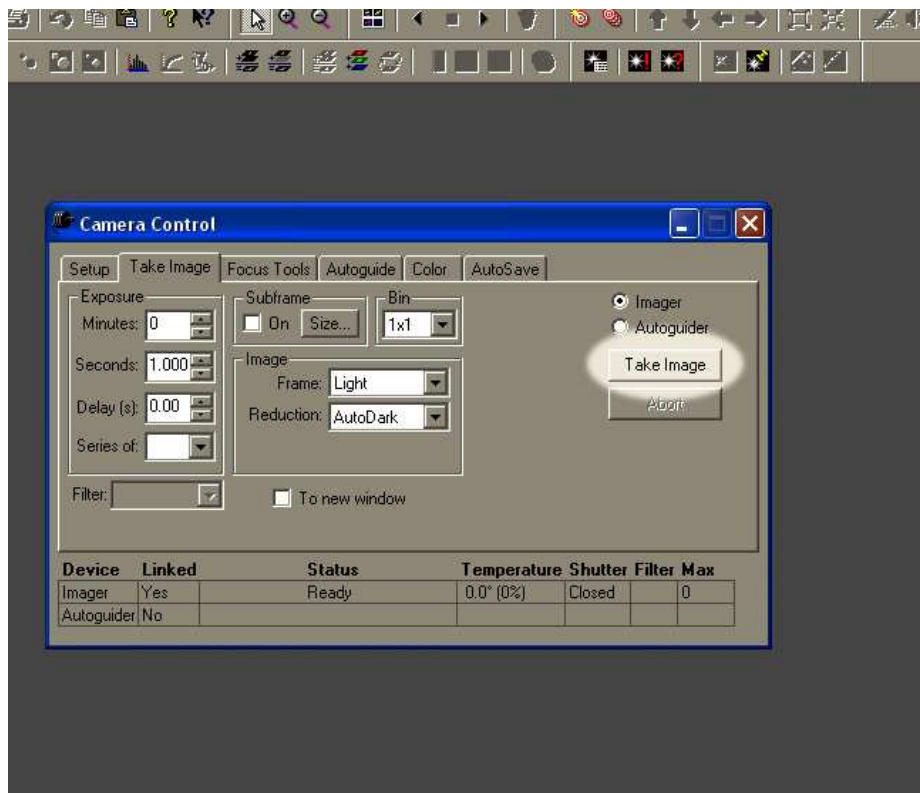 Camera Control
Setup Take Image Focus Tools Autoguide Color AutoSave
Exposure Subframe Bin Imager
Minutes: 0 On Size... 1x1 Autoguider
Seconds: 1.000 Image Take Image
Frame: Light
Delay (s): 0.00 Reduction: AutoDark Abort
Series of:
Filter: To new window
Device Linked Status Temperature Shutter Filter Max
Imager Yes Ready 0.0° (0%) Closed 0
Autoguider No